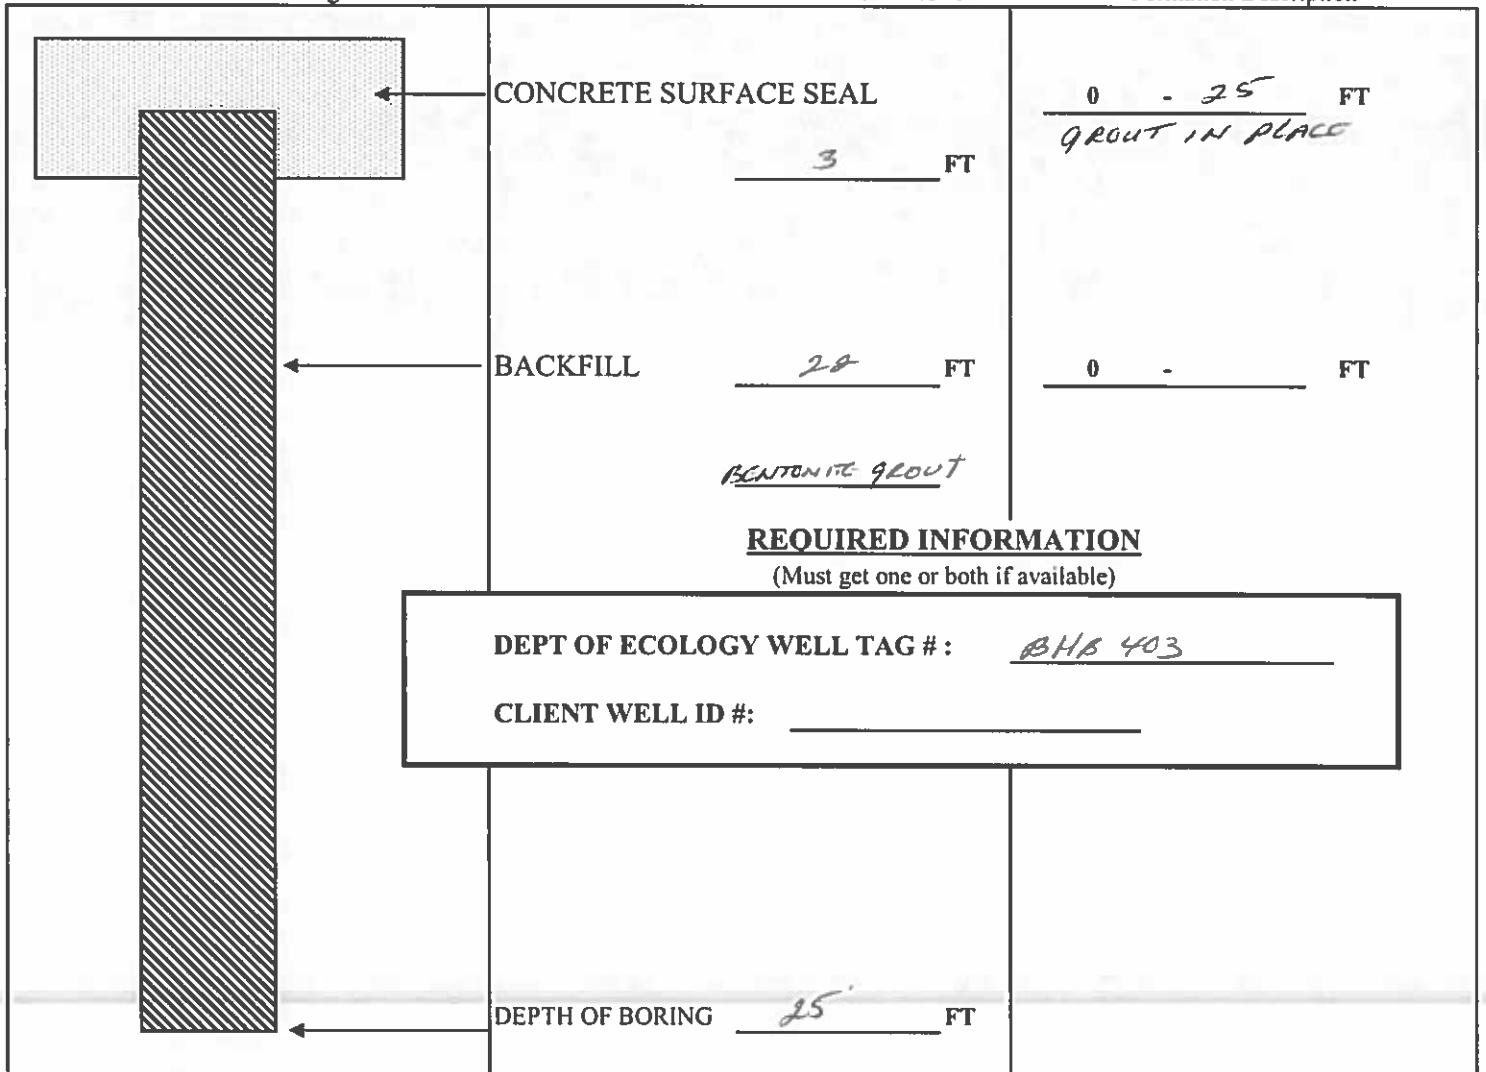 CONCRETE SURFACE SEAL
0 - 25 FT
GROUT IN PLACE
3 FT
BACKFILL FT
0 - FT
BENTONITE GROUT
REQUIRED INFORMATION
(Must get one or both if available)
DEPT OF ECOLOGY WELL TAG # : BHB 403
CLIENT WELL ID #:
DEPTH OF BORING 25' FT